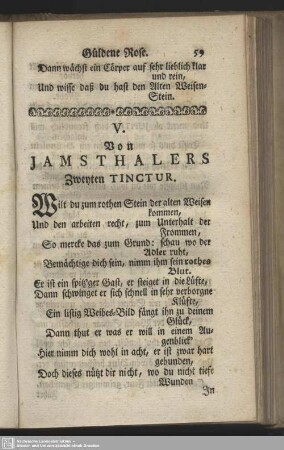 Güldene Rose. 59
Dann wächst ein Cörper auf sehr lieblich klar
und rein,
Und wisse daß du hast den Alten Weisen-
Stein.
V.
Von
JAMSTHALERS
Zweyten TINCTUR.
Wilt du zum rothen Stein der alten Weisen
kommen,
Und den arbeiten recht, zum Unterhalt der
Frommen,
So mercke das zum Grund: schau wo der
Adler ruht,
Bemächtige dich sein, nimm ihm sein rothes
Blut.
Er ist ein spitz'ger Gast, er steiget in die Lüfte,
Dann schwinget er sich schnell in sehr verborgne
Klüfte,
Ein listig Weibes-Bild fängt ihn zu deinem
Glück,
Dann thut er was er will in einem Au-
genblick
Hier nimm dich wohl in acht, er ist zwar hart
gebunden,
Doch dieses nützt dir nicht, wo du nicht tiefe
Wunden
In